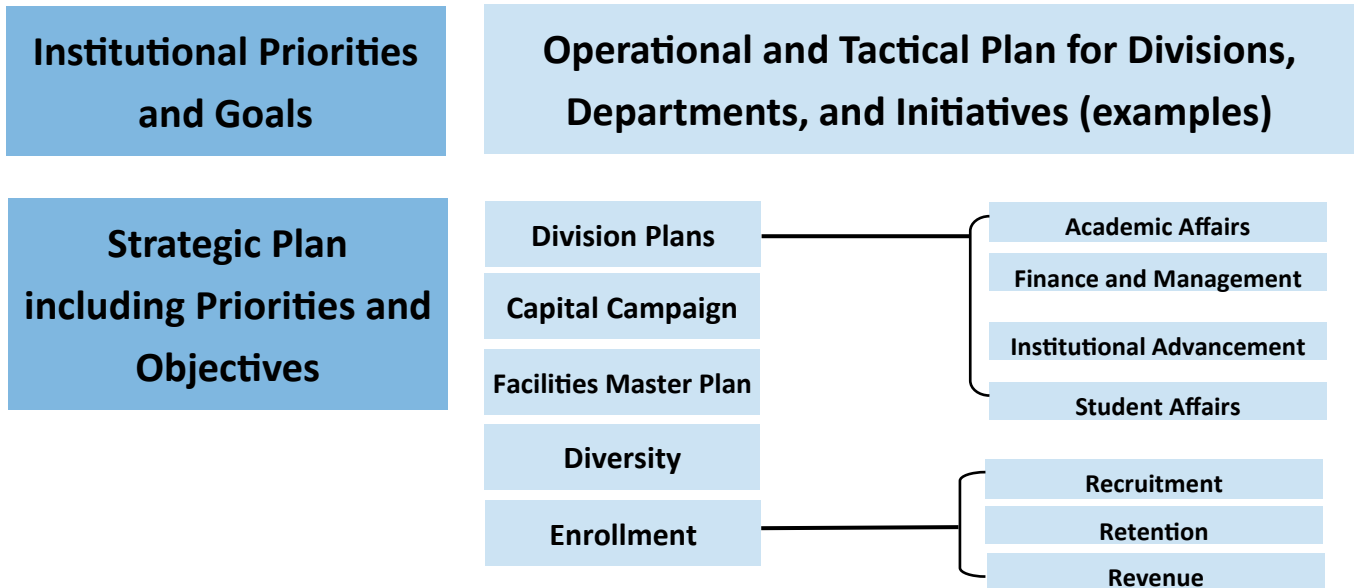 Institutional Priorities
and Goals
Operational and Tactical Plan for Divisions,
Departments, and Initiatives (examples)
Strategic Plan
including Priorities and
Objectives
Division Plans
Capital Campaign
Facilities Master Plan
Diversity
Enrollment
Academic Affairs
Finance and Management
Institutional Advancement
Student Affairs
Recruitment
Retention
Revenue